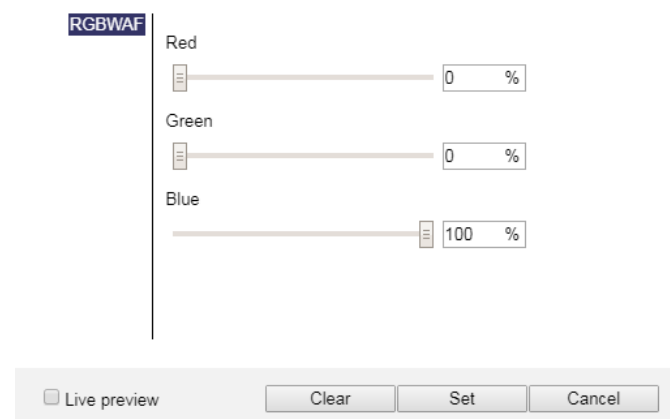 RGBWAF
Red
0 %
Green
0 %
Blue
100 %
Live preview Clear Set Cancel